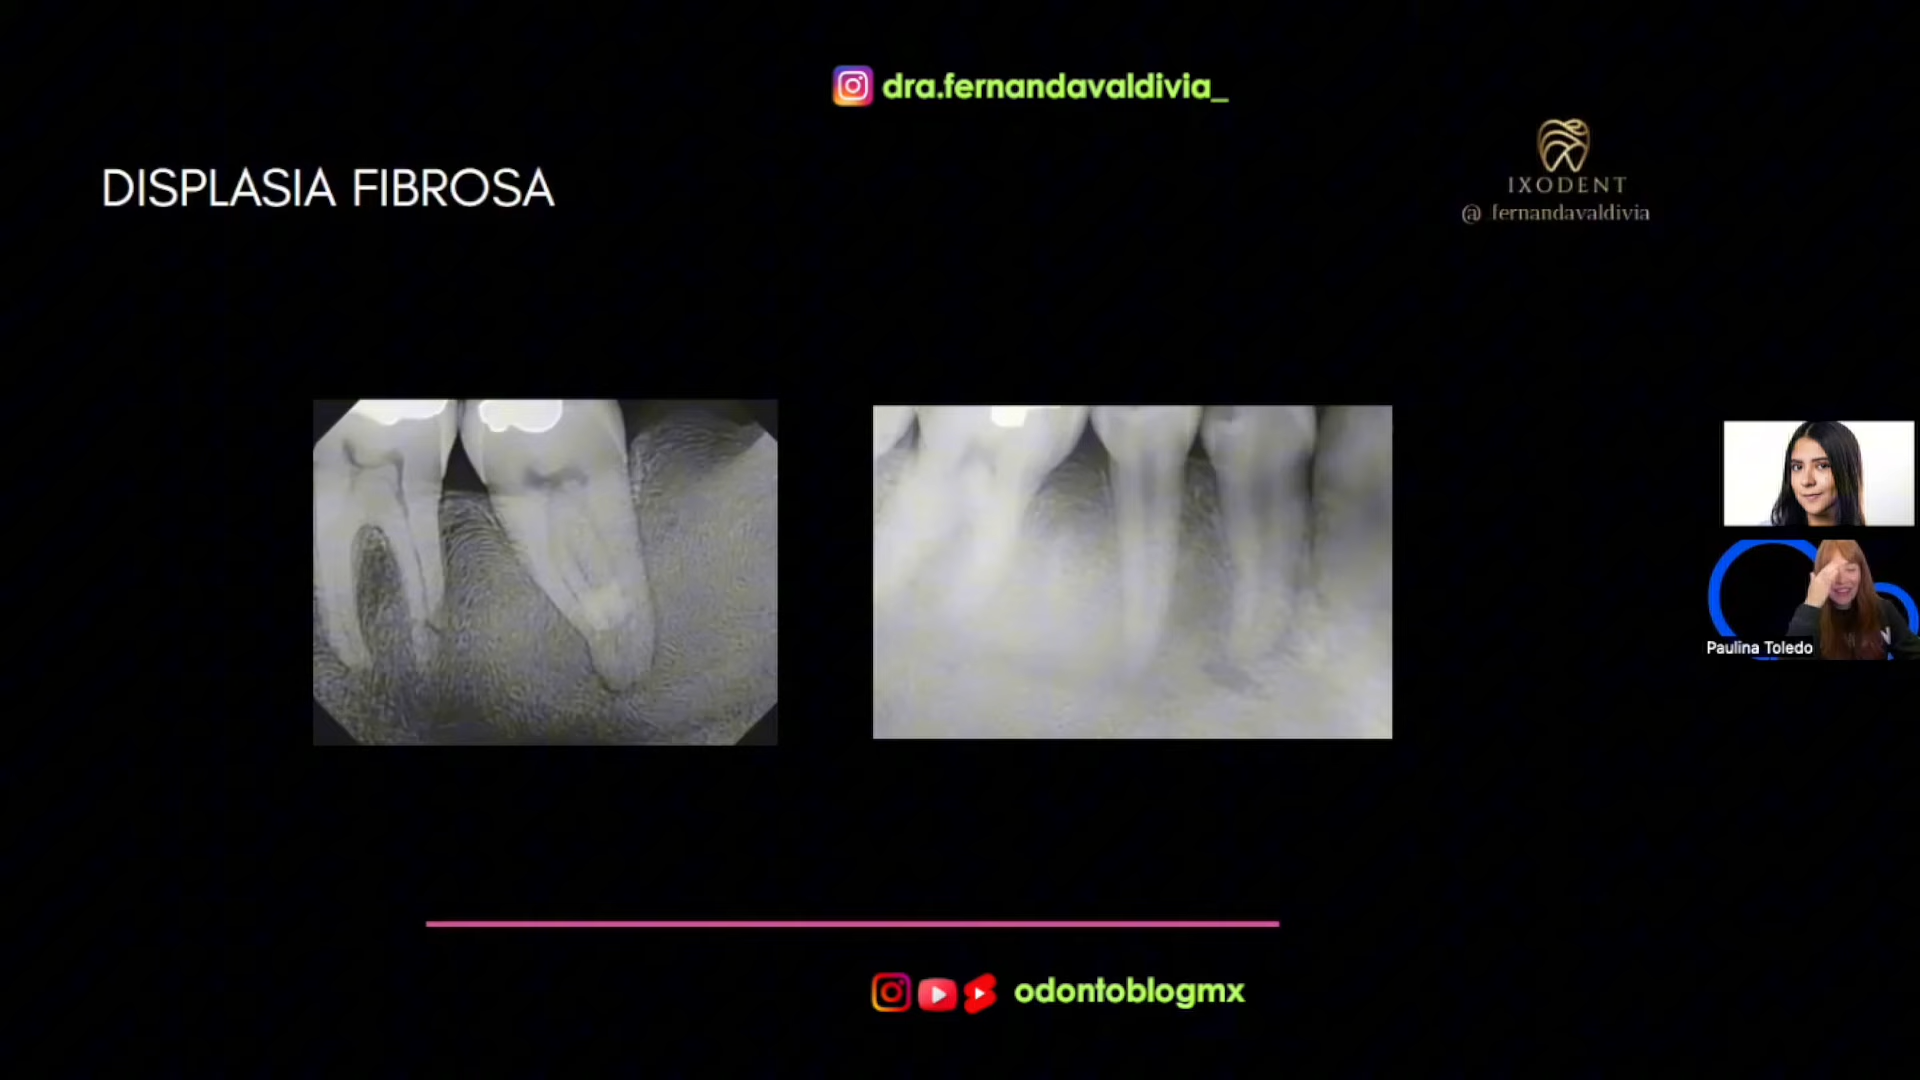 dra.fernandavaldivia_
DISPLASIA FIBROSA
IXODENT
@ fernandavaldivia
Paulina Toledo
odontoblogmx